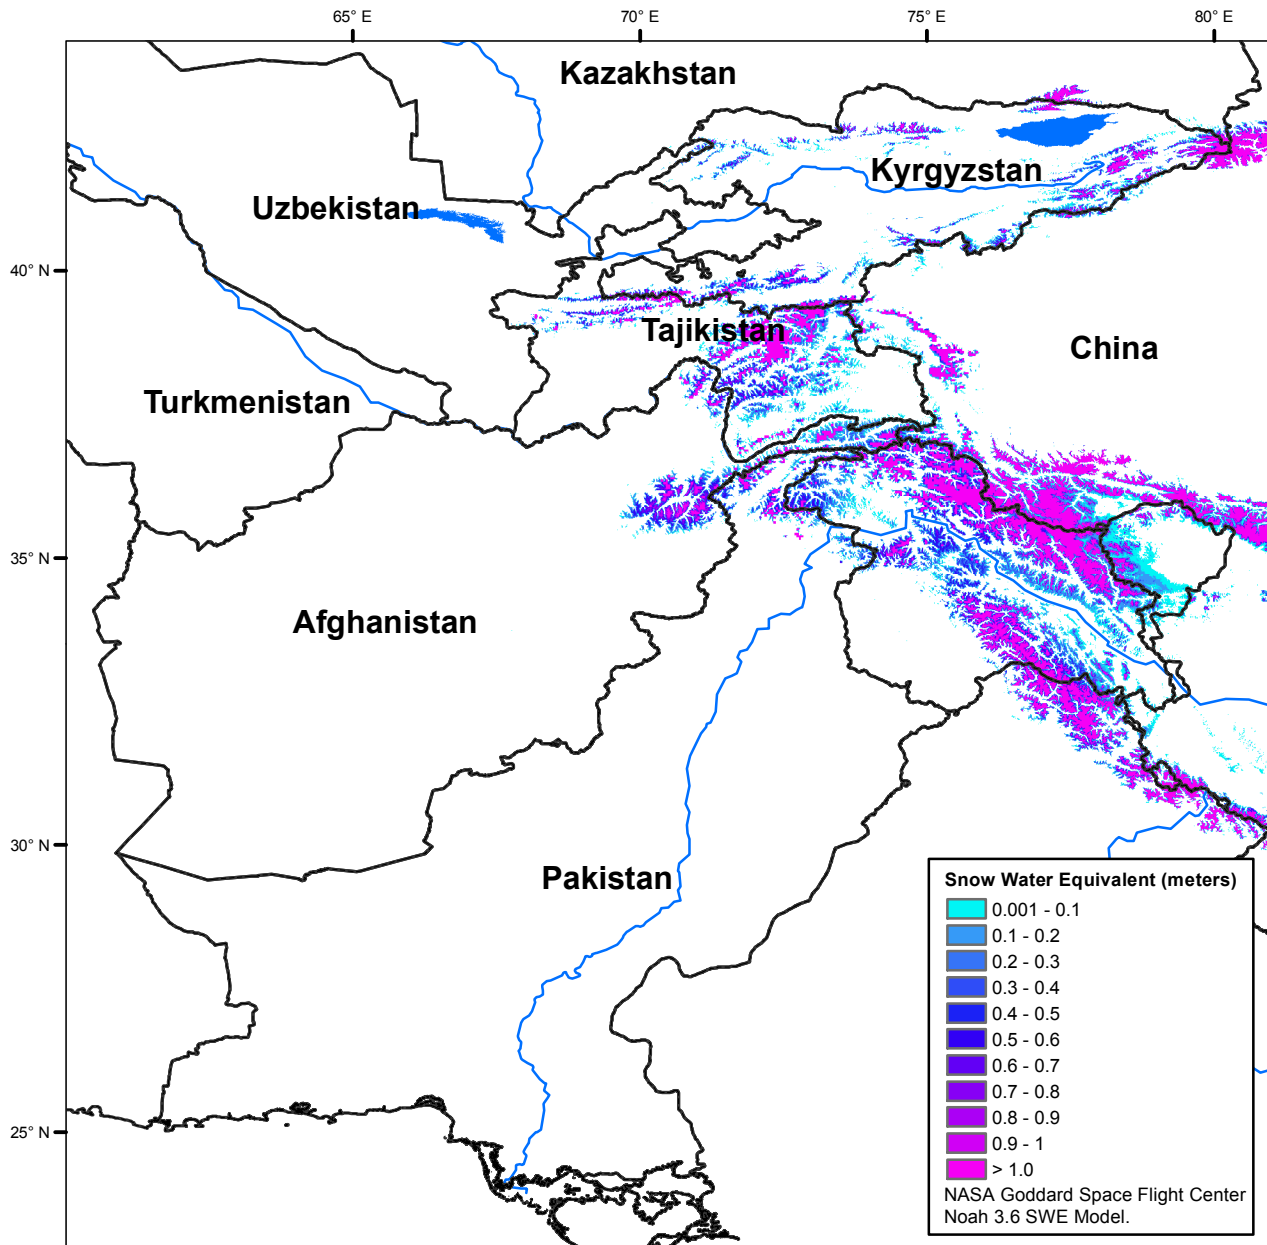 65° E
70° E
75° E
80° E
Kazakhstan
Kyrgyzstan
Uzbekistan
40° N
Tajikistan
China
Turkmenistan
35° N
Afghanistan
30° N
Pakistan
25° N
Snow Water Equivalent (meters)
0.001 - 0.1
0.1 - 0.2
0.2 - 0.3
0.3 - 0.4
0.4 - 0.5
0.5 - 0.6
0.6 - 0.7
0.7 - 0.8
0.8 - 0.9
0.9 - 1
> 1.0
NASA Goddard Space Flight Center
Noah 3.6 SWE Model.